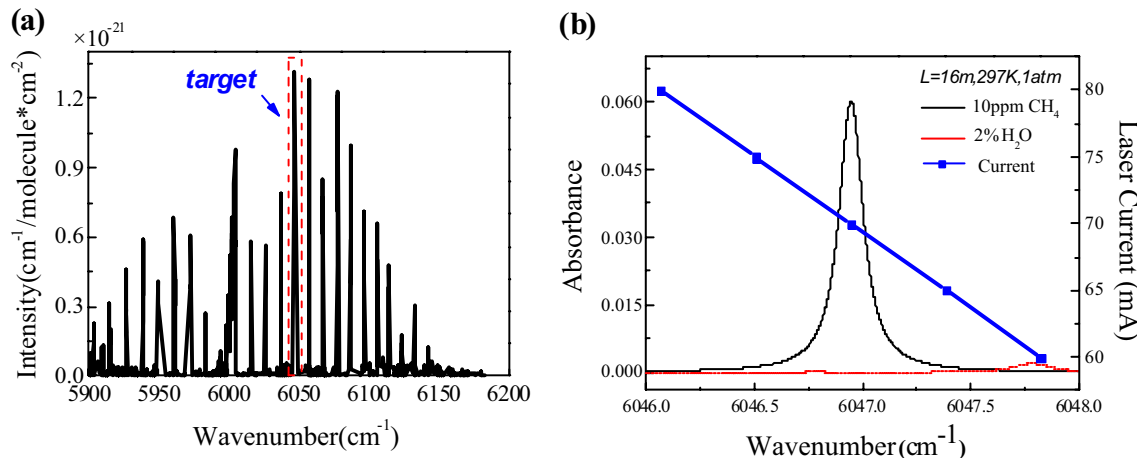 (a)
×10⁻²¹
1.2
0.9
0.6
0.3
0.0
Intensity(cm⁻¹/molecule*cm⁻²)
target
5900 5950 6000 6050 6100 6150 6200
Wavenumber(cm⁻¹)
(b)
0.060
0.045
0.030
0.015
0.000
Absorbance
L=16m,297K,1atm
10ppm CH₄
2%H₂O
Current
80
75
70
65
60
Laser Current (mA)
6046.0 6046.5 6047.0 6047.5 6048.0
Wavenumber(cm⁻¹)